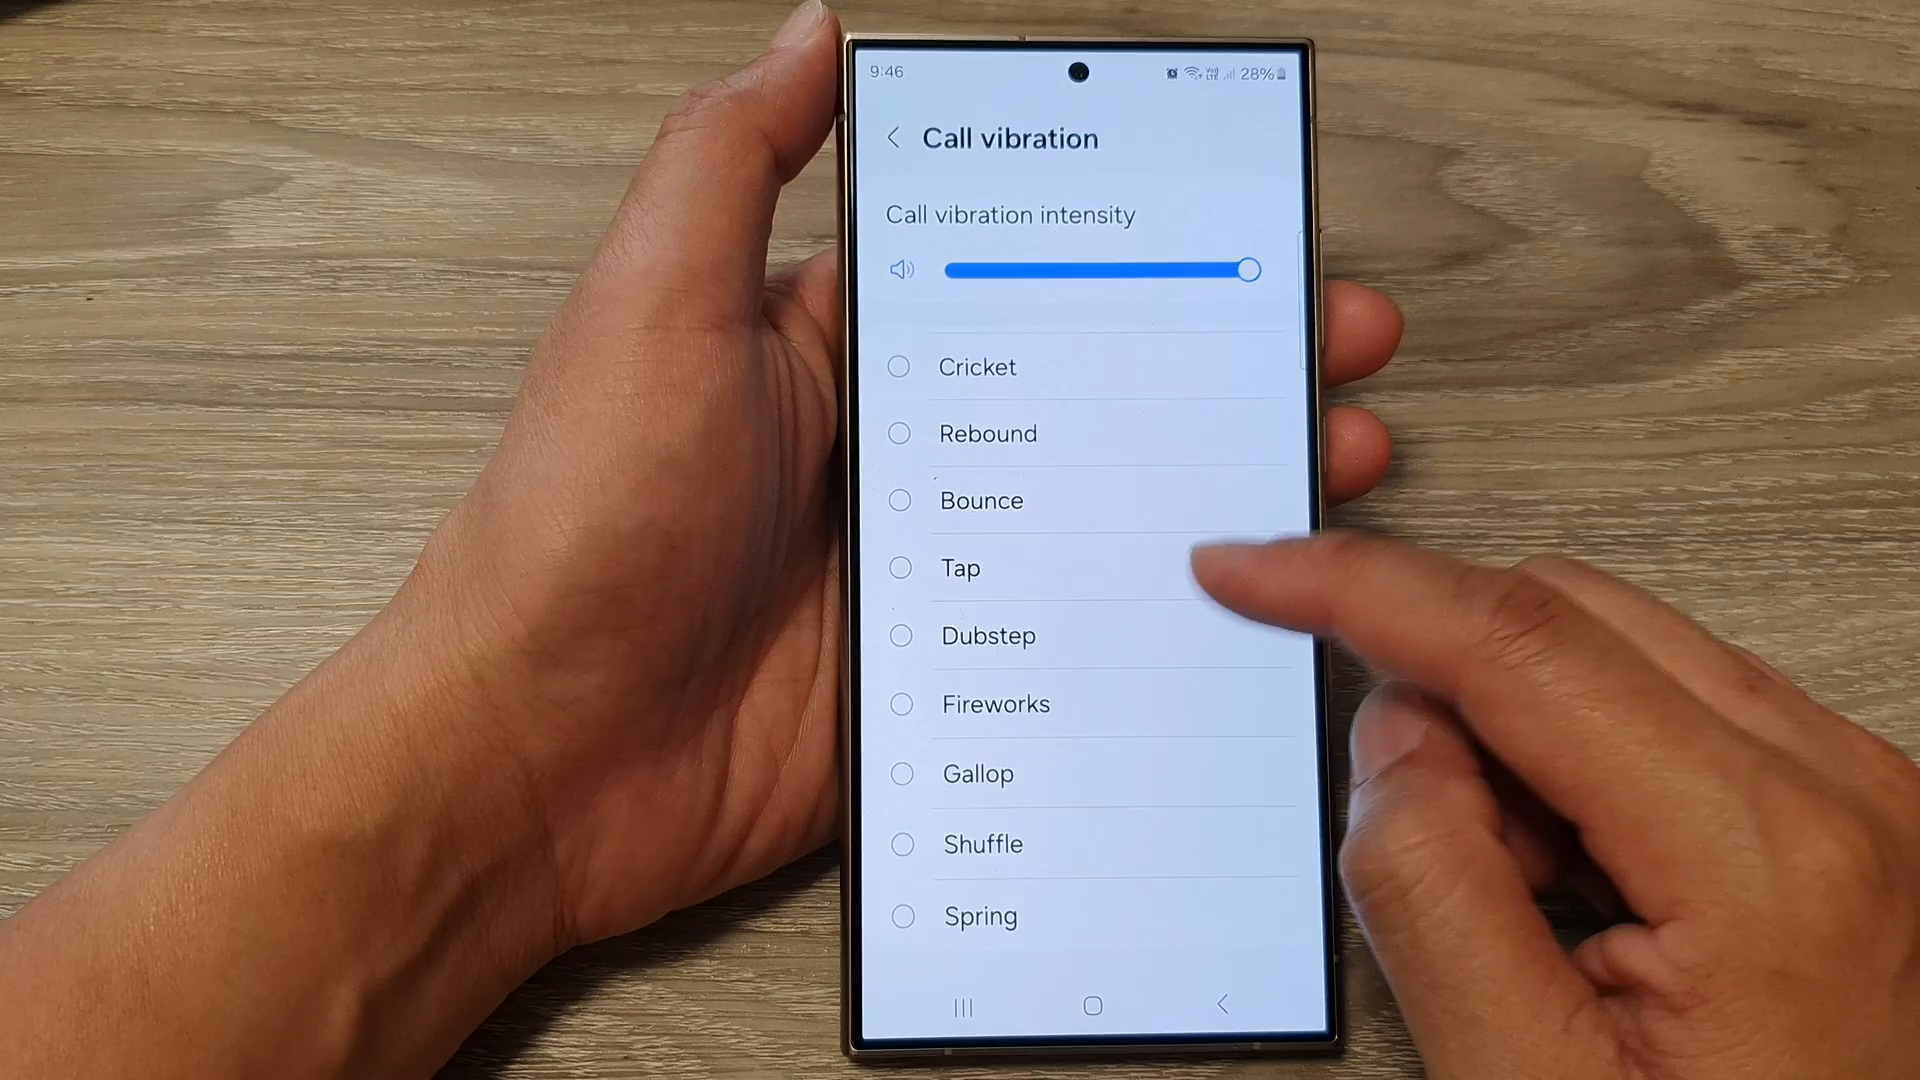 9:46
28%
Call vibration
Call vibration intensity
Cricket
Rebound
Bounce
Tap
Dubstep
Fireworks
Gallop
Shuffle
Spring